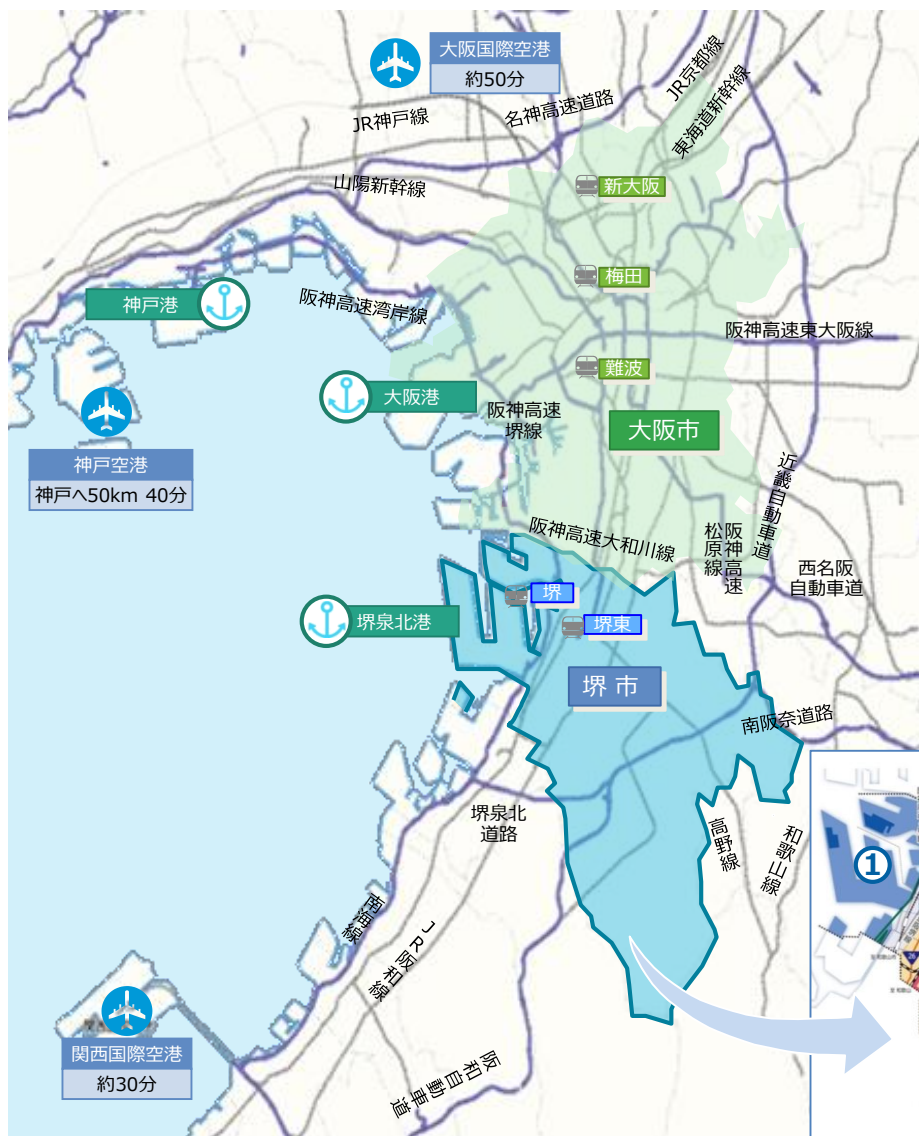 大阪国際空港
約50分
JR京都線
東海道新幹線
名神高速道路
JR神戸線
山陽新幹線
新大阪
梅田
神戸港
阪神高速湾岸線
阪神高速東大阪線
難波
大阪港
阪神高速
堺線
大阪市
神戸空港
神戸へ50km 40分
近畿自動車道
阪神高速大和川線
阪神高速
松原線
西名阪
自動車道
堺
堺泉北港
堺東
堺市
南阪奈道路
堺泉北
道路
高野線
和歌山線
1
南海線
JR阪和線
26
関西国際空港
約30分
阪和自動車道